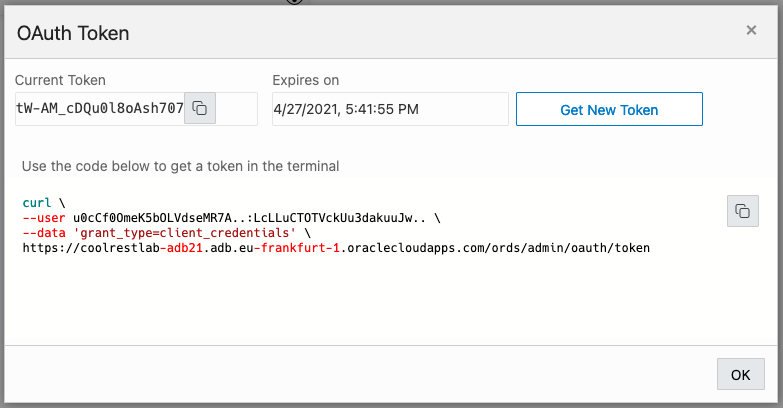 OAuth Token
Current Token
Expires on
tW-AM_cDQu0l8oAsh707
4/27/2021, 5:41:55 PM
Get New Token
Use the code below to get a token in the terminal
curl \
--user u0cCf0OmeK5bOLVdseMR7A..:LcLLuCTOTVckUu3dakuuJw.. \
--data 'grant_type=client_credentials' \
https://coolrestlab-adb21.adb.eu-frankfurt-1.oraclecloudapps.com/ords/admin/oauth/token
OK